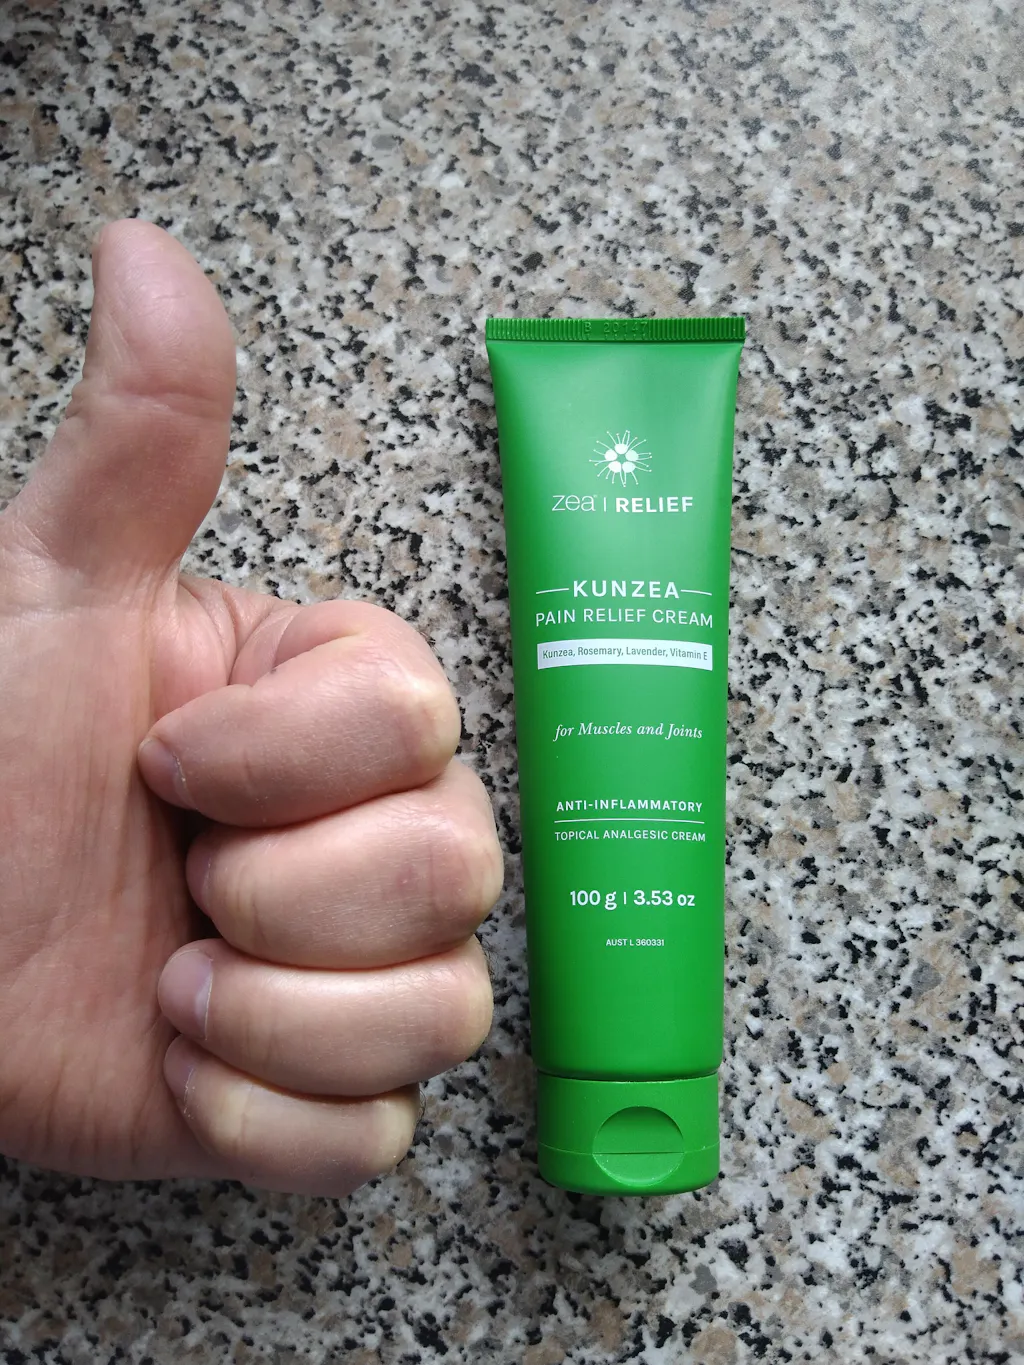 B 20147
zea® | RELIEF
KUNZEA
PAIN RELIEF CREAM
Kunzea, Rosemary, Lavender, Vitamin E
for Muscles and Joints
ANTI-INFLAMMATORY
TOPICAL ANALGESIC CREAM
100 g | 3.53 oz
AUST L 360331